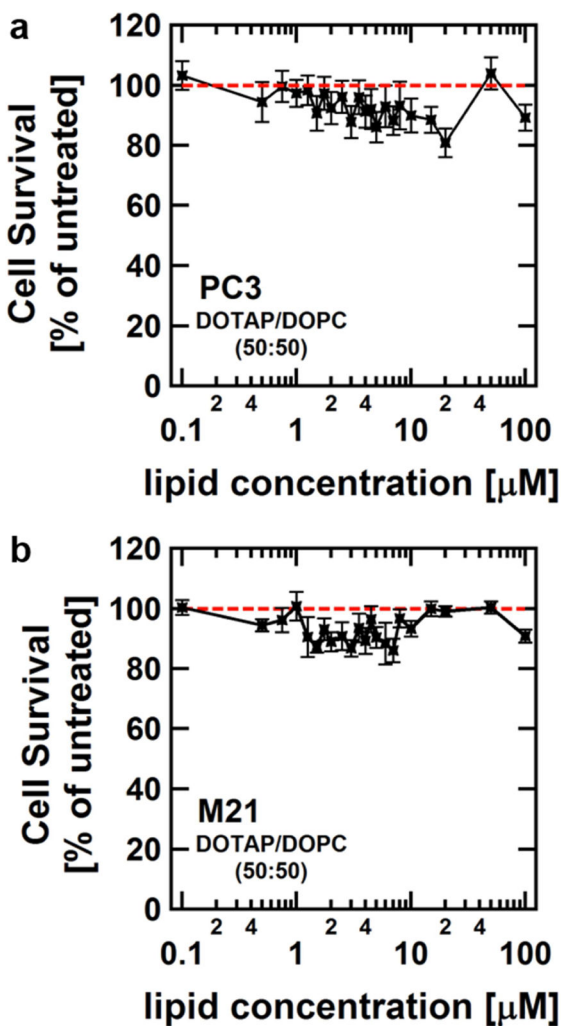 a
120
100
80
60
40
20
0
Cell Survival
[% of untreated]
PC3
DOTAP/DOPC
(50:50)
2 4 2 4 2 4
0.1 1 10 100
lipid concentration [μM]
b
120
100
80
60
40
20
0
Cell Survival
[% of untreated]
M21
DOTAP/DOPC
(50:50)
2 4 2 4 2 4
0.1 1 10 100
lipid concentration [μM]